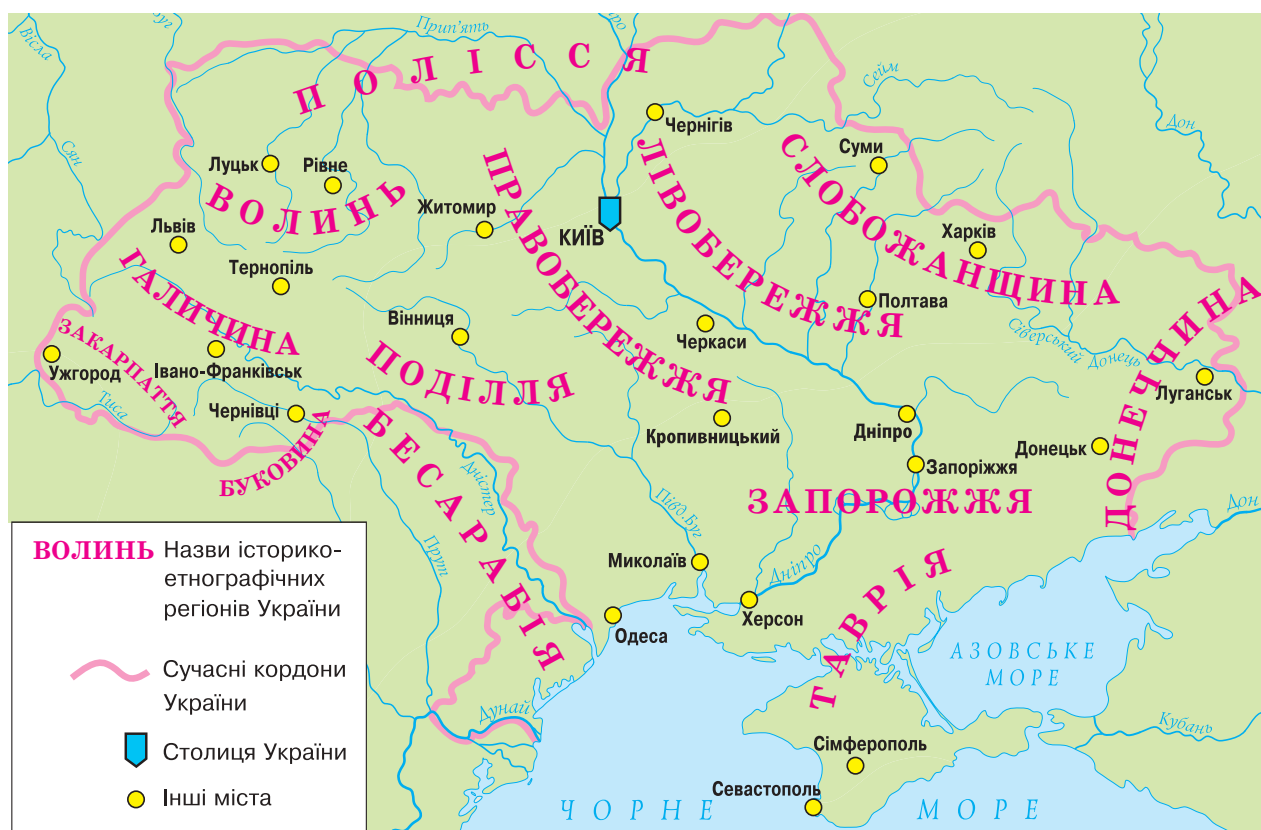 Вісла
Буг
Прип'ять
Дніпро
ПОЛІССЯ
Сейм
Дон
Сян
Чернігів
Луцьк
Рівне
ВОЛИНЬ
Суми
Житомир
ПРАВОБЕРЕЖЖЯ
ЛІВОБЕРЕЖЖЯ
СЛОБОЖАНЩИНА
КИЇВ
Львів
Харків
Тернопіль
ГАЛИЧИНА
Полтава
Вінниця
Черкаси
Сіверський Донець
ДОНЕЧЧИНА
ЗАКАРПАТТЯ
Ужгород
Івано-Франківськ
ПОДІЛЛЯ
Луганськ
Тиса
Чернівці
БУКОВИНА
БЕСАРАБІЯ
Кропивницький
Дніпро
Донецьк
Запоріжжя
Дністер
ЗАПОРОЖЖЯ
Півд. Буг
Дон
Прут
Миколаїв
Дніпро
Херсон
Одеса
ТАВРІЯ
АЗОВСЬКЕ
МОРЕ
Дунай
Кубань
Сімферополь
Севастополь
ЧОРНЕ МОРЕ
ВОЛИНЬ Назви історико-
етнографічних
регіонів України
Сучасні кордони
України
Столиця України
Інші міста